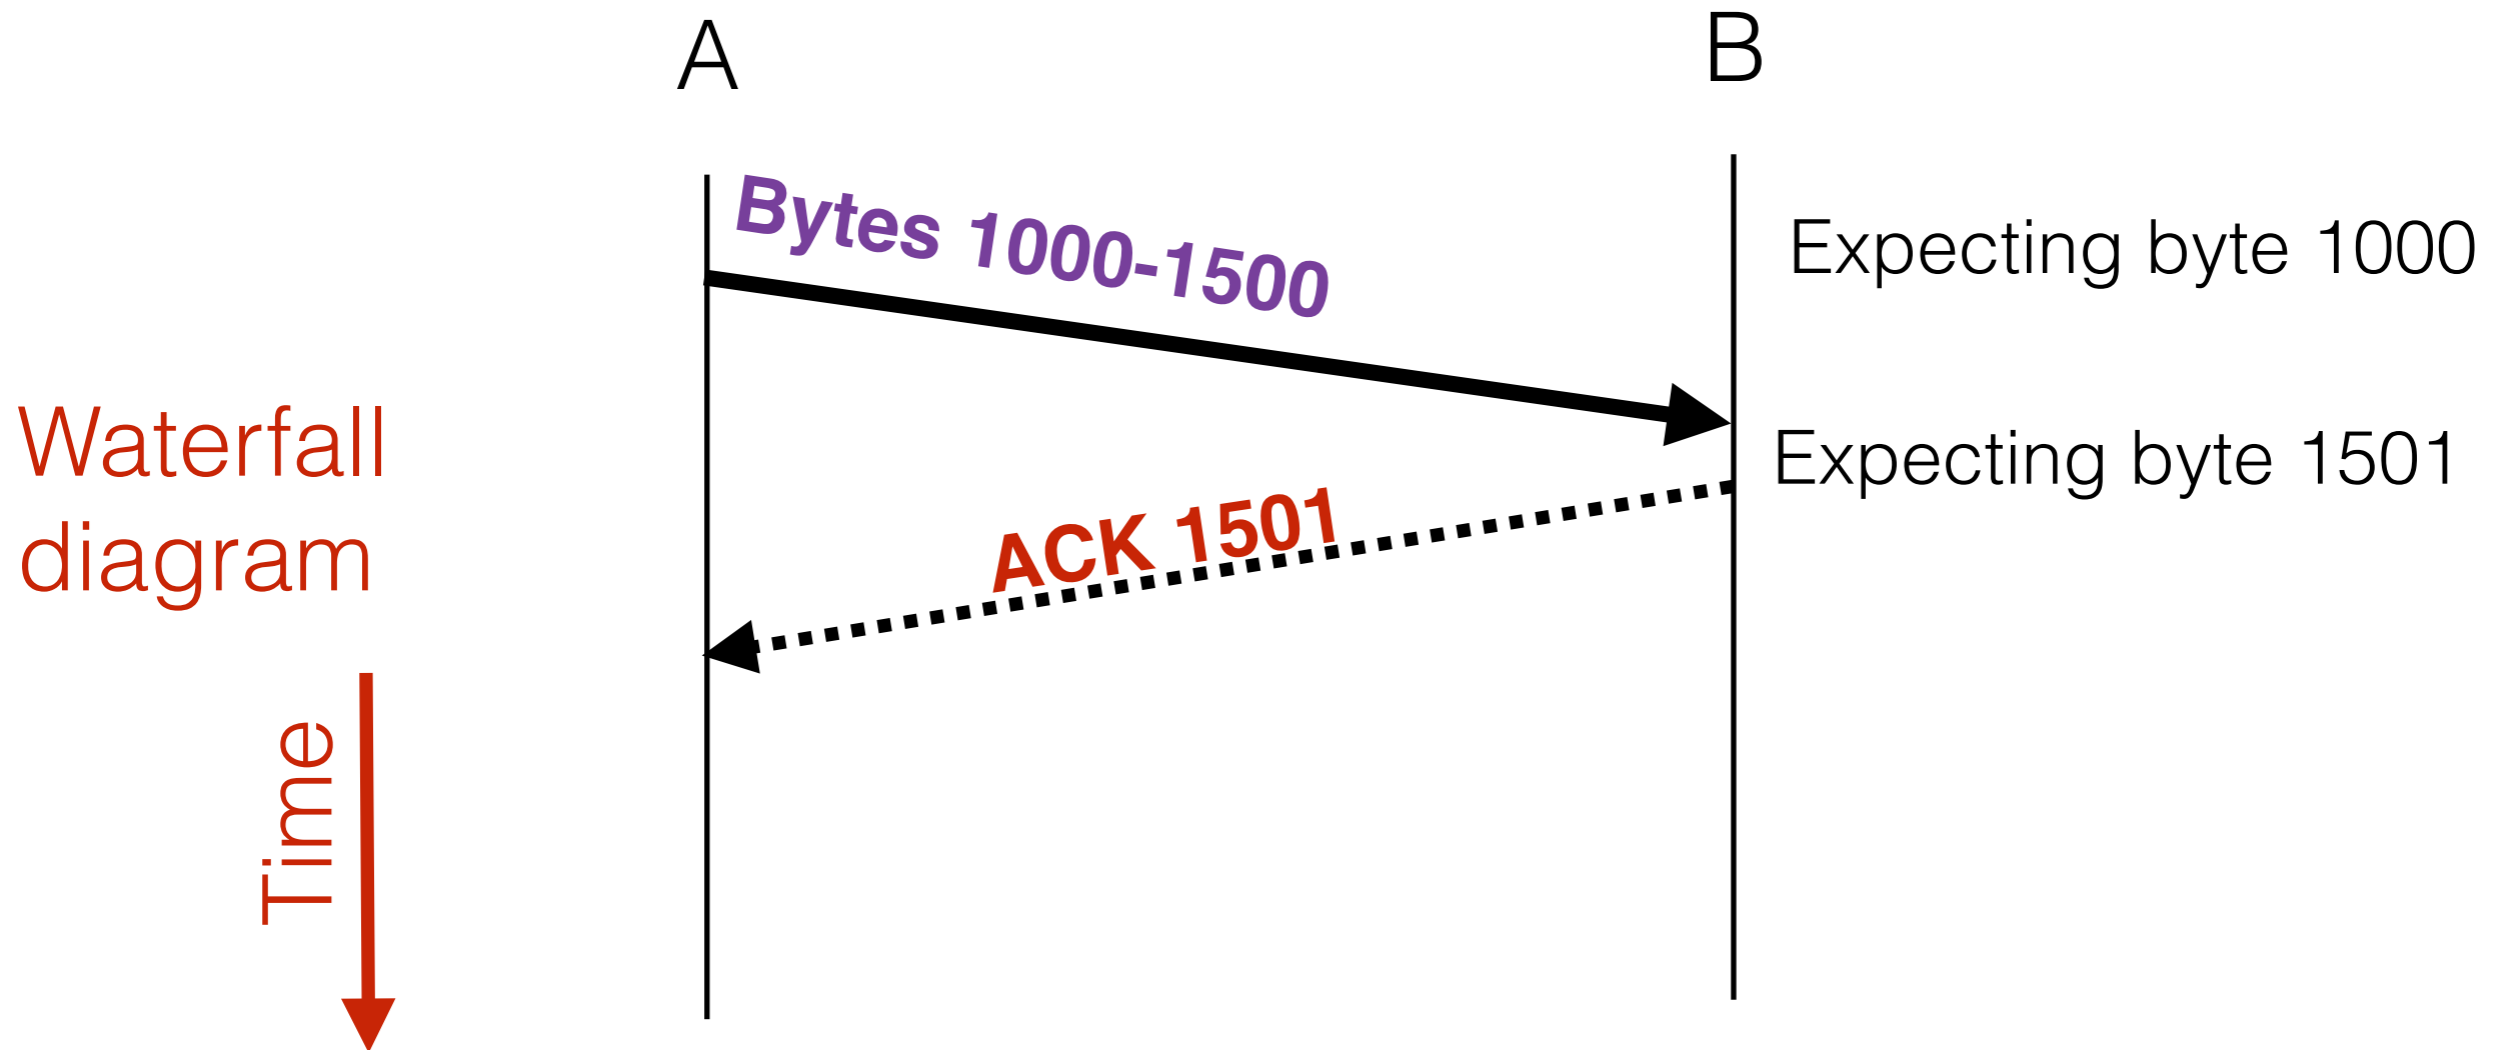 A
B
Bytes 1000-1500
Expecting byte 1000
Waterfall
diagram
Expecting byte 1501
ACK 1501
Time